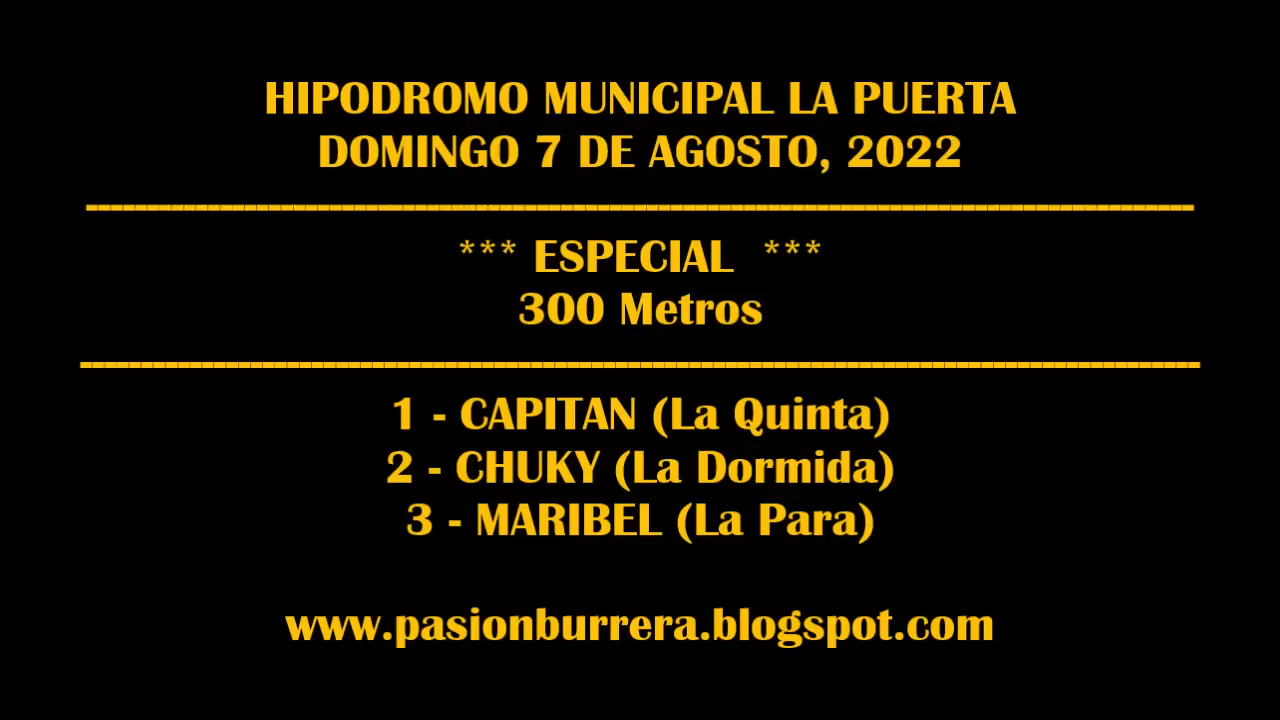 HIPODROMO MUNICIPAL LA PUERTA
DOMINGO 7 DE AGOSTO, 2022
*** ESPECIAL ***
300 Metros
1 - CAPITAN (La Quinta)
2 - CHUKY (La Dormida)
3 - MARIBEL (La Para)
www.pasionburrera.blogspot.com